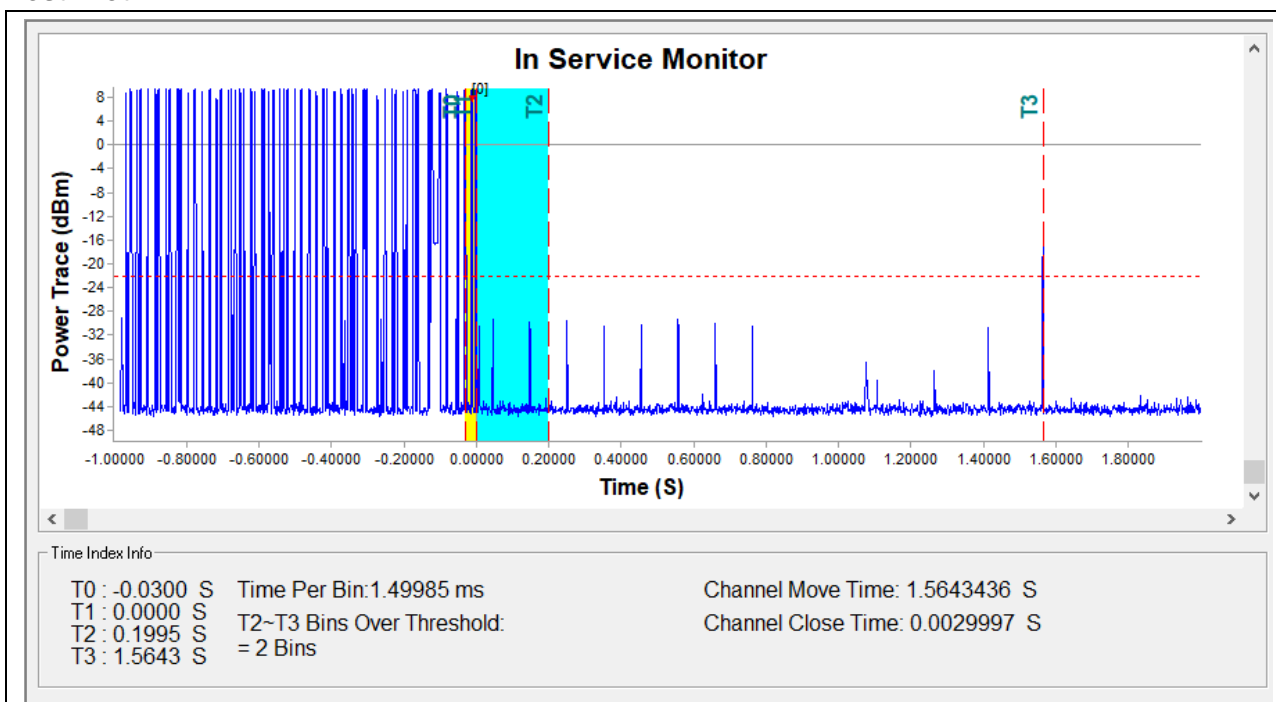 In Service Monitor
[0]
T0
T1
T2
T3
Power Trace (dBm)
8
4
0
-4
-8
-12
-16
-20
-24
-28
-32
-36
-40
-44
-48
-1.00000 -0.80000 -0.60000 -0.40000 -0.20000 0.00000 0.20000 0.40000 0.60000 0.80000 1.00000 1.20000 1.40000 1.60000 1.80000
Time (S)
Time Index Info
T0 : -0.0300 S
T1 : 0.0000 S
T2 : 0.1995 S
T3 : 1.5643 S
Time Per Bin:1.49985 ms
T2~T3 Bins Over Threshold:
= 2 Bins
Channel Move Time: 1.5643436 S
Channel Close Time: 0.0029997 S